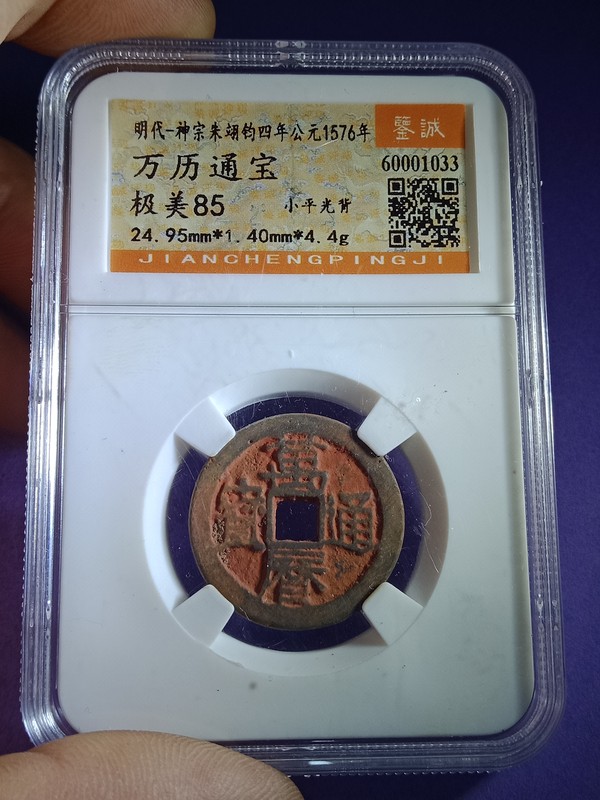 明代-神宗朱翊钧四年公元1576年
鑒誠
万历通宝
60001033
极美85
小平光背
24.95mm*1.40mm*4.4g
JIANCHENGPINGJI
萬曆通寳